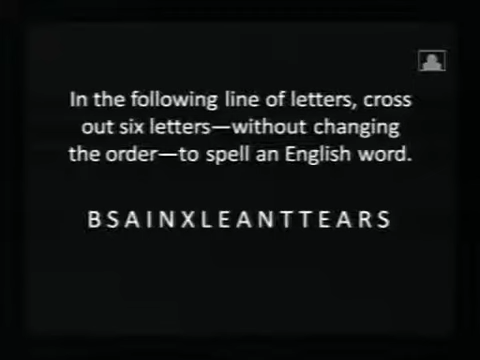 In the following line of letters, cross
out six letters—without changing
the order—to spell an English word.
B S A I N X L E A N T T E A R S